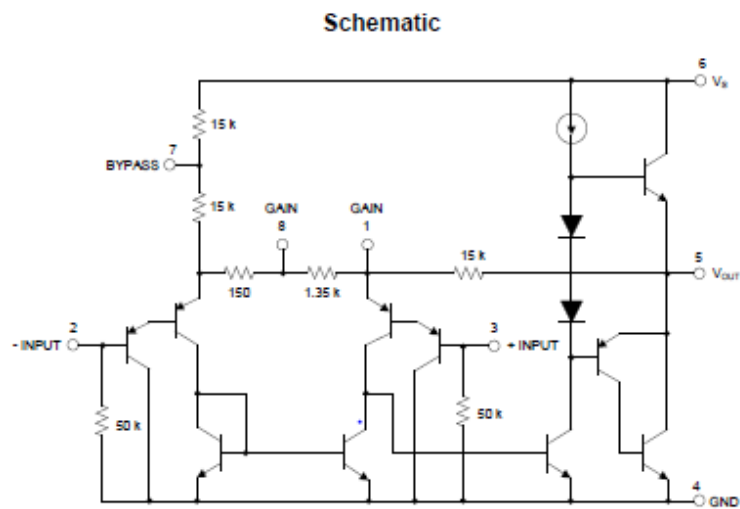 Schematic
6
Vs
15 k
7
BYPASS
15 k
GAIN
8
GAIN
1
15 k
5
VOUT
150
1.35 k
2
- INPUT
3
+ INPUT
50 k
50 k
*
4
GND